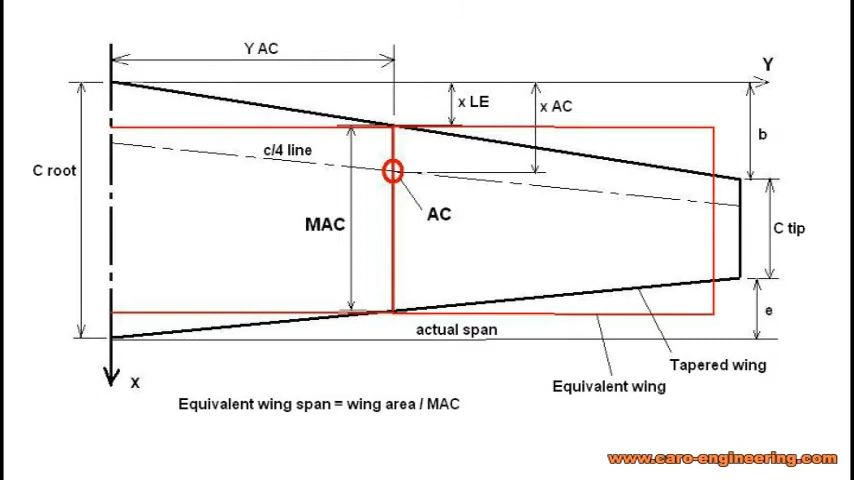 Y AC
Y
x LE
x AC
b
c/4 line
C root
MAC
AC
C tip
e
actual span
Tapered wing
X
Equivalent wing
Equivalent wing span = wing area / MAC
www.caro-engineering.com